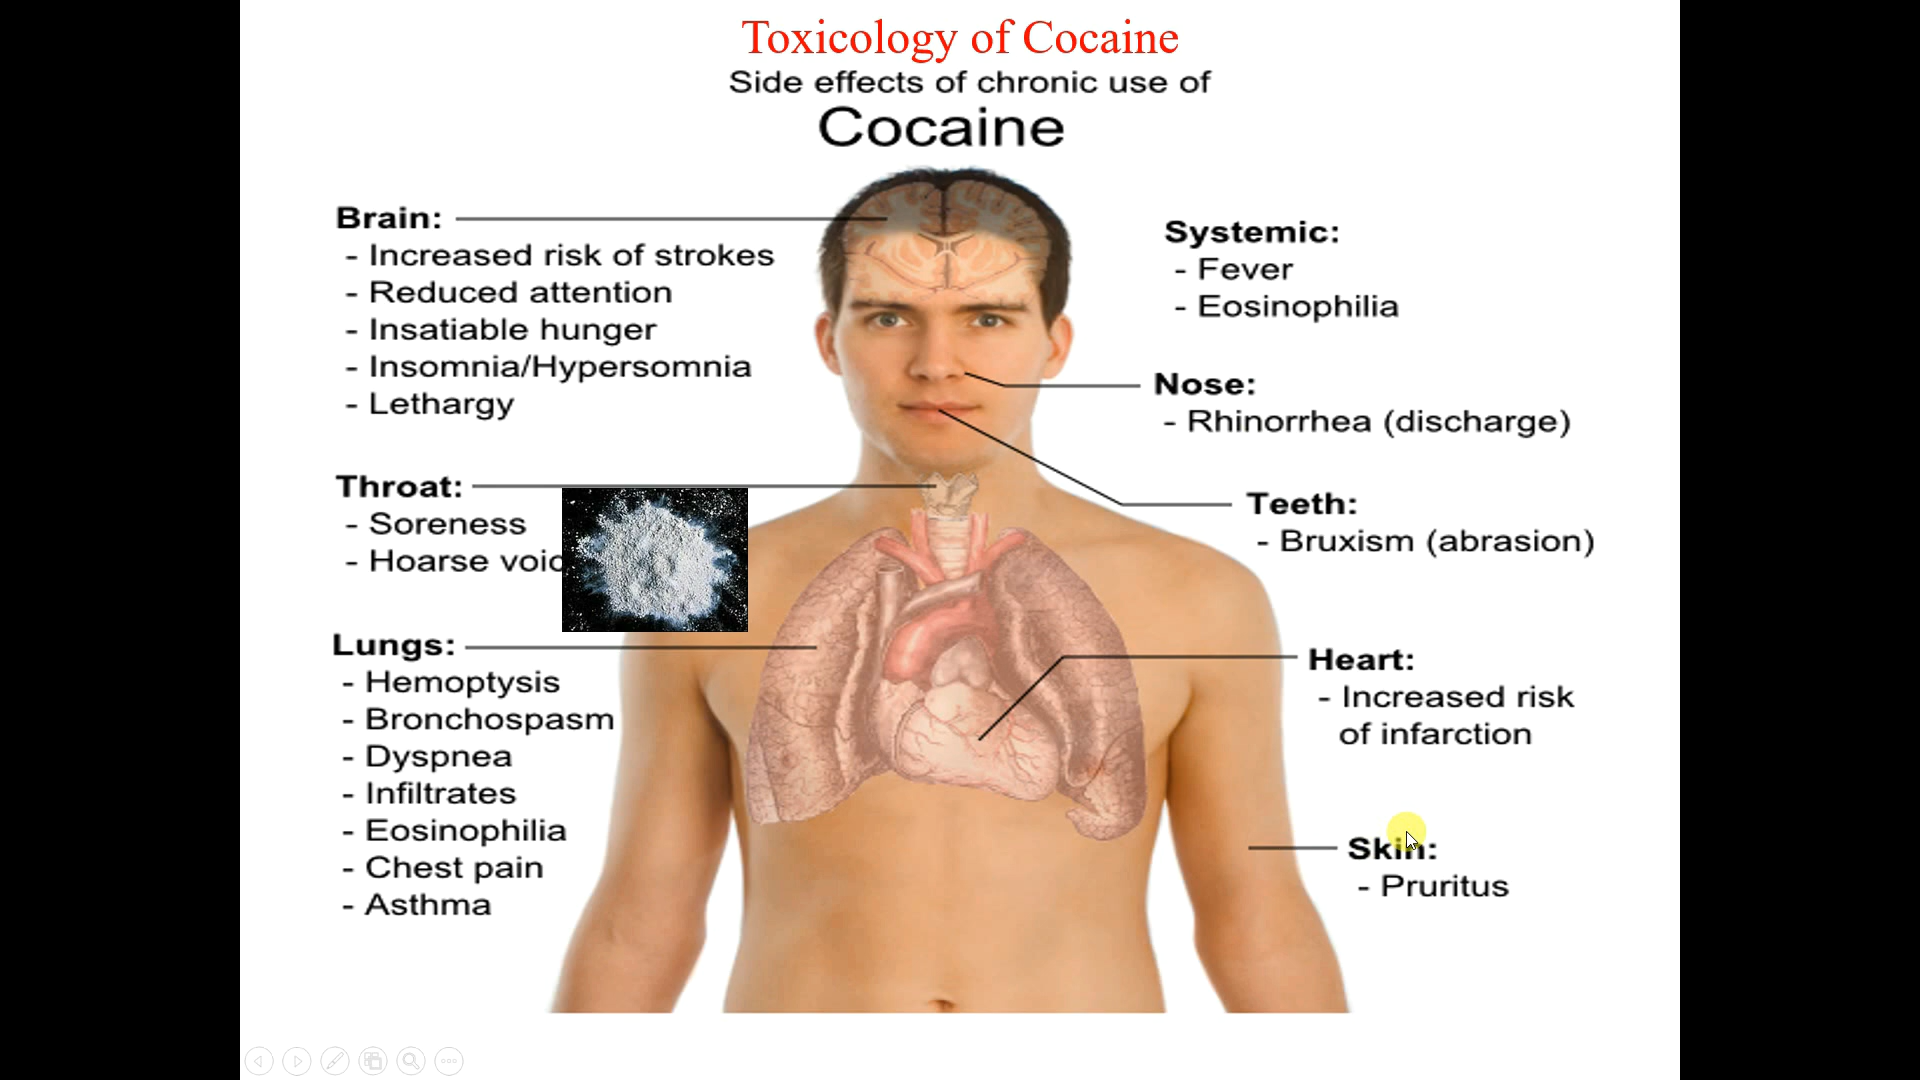 Toxicology of Cocaine
Side effects of chronic use of
Cocaine
Brain:
- Increased risk of strokes
- Reduced attention
- Insatiable hunger
- Insomnia/Hypersomnia
- Lethargy
Throat:
- Soreness
- Hoarse voic
Lungs:
- Hemoptysis
- Bronchospasm
- Dyspnea
- Infiltrates
- Eosinophilia
- Chest pain
- Asthma
Systemic:
- Fever
- Eosinophilia
Nose:
- Rhinorrhea (discharge)
Teeth:
- Bruxism (abrasion)
Heart:
- Increased risk
of infarction
Skin:
- Pruritus